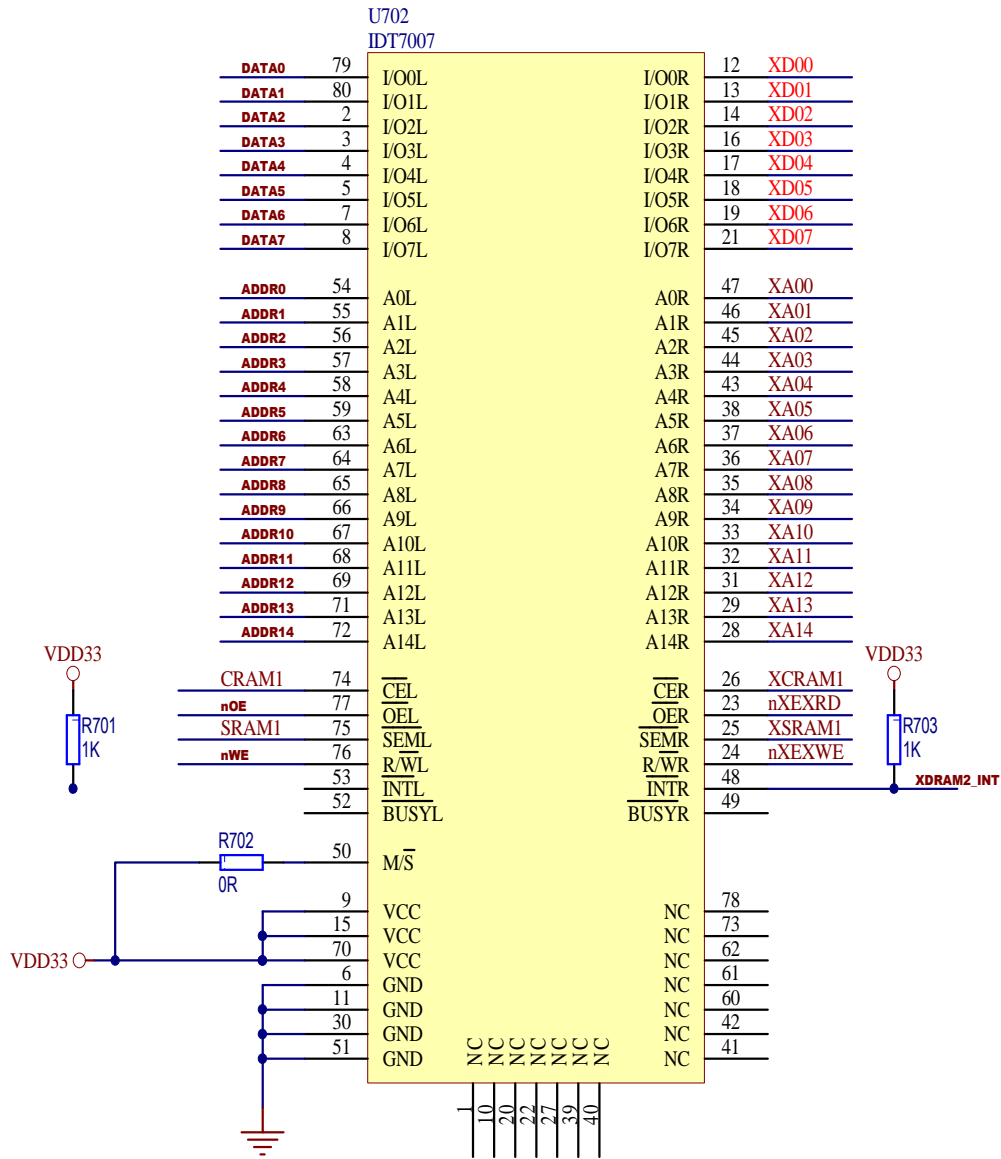 U702
IDT7007
DATA0 79 I/O0L I/O0R 12 XD00
DATA1 80 I/O1L I/O1R 13 XD01
DATA2 2 I/O2L I/O2R 14 XD02
DATA3 3 I/O3L I/O3R 16 XD03
DATA4 4 I/O4L I/O4R 17 XD04
DATA5 5 I/O5L I/O5R 18 XD05
DATA6 7 I/O6L I/O6R 19 XD06
DATA7 8 I/O7L I/O7R 21 XD07
ADDR0 54 A0L A0R 47 XA00
ADDR1 55 A1L A1R 46 XA01
ADDR2 56 A2L A2R 45 XA02
ADDR3 57 A3L A3R 44 XA03
ADDR4 58 A4L A4R 43 XA04
ADDR5 59 A5L A5R 38 XA05
ADDR6 63 A6L A6R 37 XA06
ADDR7 64 A7L A7R 36 XA07
ADDR8 65 A8L A8R 35 XA08
ADDR9 66 A9L A9R 34 XA09
ADDR10 67 A10L A10R 33 XA10
ADDR11 68 A11L A11R 32 XA11
ADDR12 69 A12L A12R 31 XA12
ADDR13 71 A13L A13R 29 XA13
ADDR14 72 A14L A14R 28 XA14
VDD33 VDD33
CRAM1 74 CEL CER 26 XCRAM1
nOE 77 OEL OER 23 nXEXRD
R701 SRAM1 75 SEML SEMR 25 XSRAM1 R703
1K nWE 76 R/WL R/WR 24 nXEXWE 1K
53 INTL INTR 48 XDRAM2_INT
52 BUSYL BUSYR 49
R702 50 M/S
0R
9 VCC NC 78
15 VCC NC 73
VDD33 70 VCC NC 62
6 GND NC 61
11 GND NC 60
30 GND NC 42
51 GND NC 41
NC NC NC NC NC NC NC
1 10 20 22 27 39 40